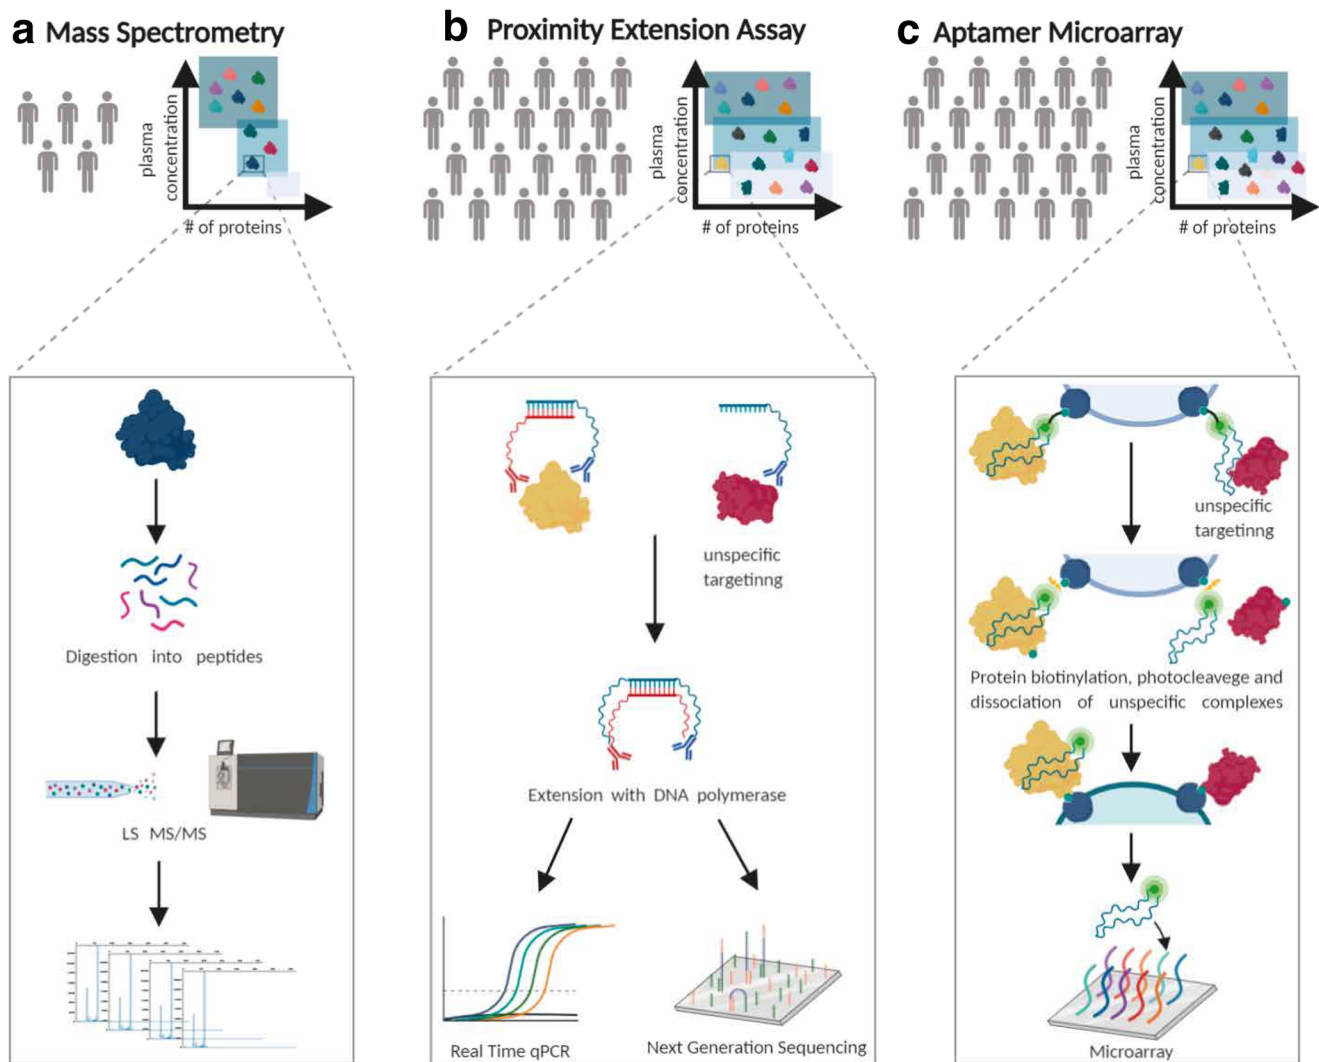 a Mass Spectrometry
plasma
concentration
# of proteins
Digestion into peptides
LS MS/MS
b Proximity Extension Assay
plasma
concentration
# of proteins
unspecific
targetinng
Extension with DNA polymerase
Real Time qPCR
Next Generation Sequencing
c Aptamer Microarray
plasma
concentration
# of proteins
unspecific
targetinng
Protein biotinylation, photocleavege and
dissociation of unspecific complexes
Microarray